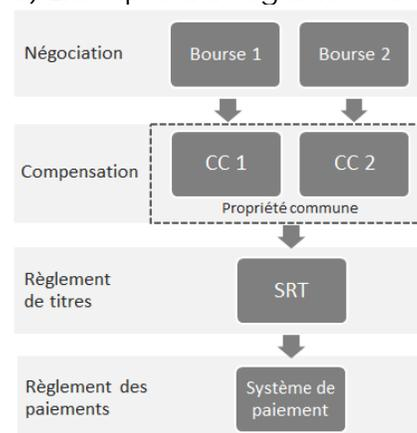 Négociation
Bourse 1
Bourse 2
Compensation
CC 1
CC 2
Propriété commune
Règlement
de titres
SRT
Règlement des
paiements
Système de
paiement